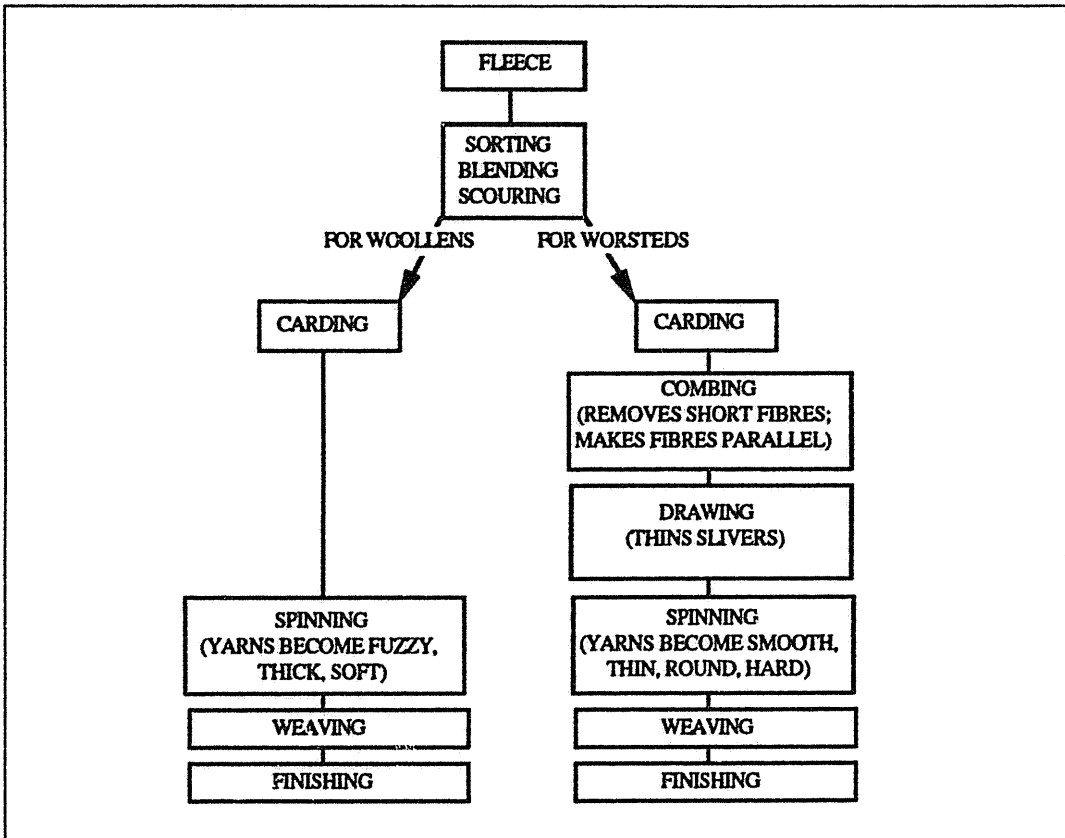 FLEECE
SORTING
BLENDING
SCOURING
FOR WOOLLENS
FOR WORSTEDS
CARDING
CARDING
COMBING
(REMOVES SHORT FIBRES;
MAKES FIBRES PARALLEL)
DRAWING
(THINS SLIVERS)
SPINNING
(YARNS BECOME FUZZY,
THICK, SOFT)
SPINNING
(YARNS BECOME SMOOTH,
THIN, ROUND, HARD)
WEAVING
WEAVING
FINISHING
FINISHING